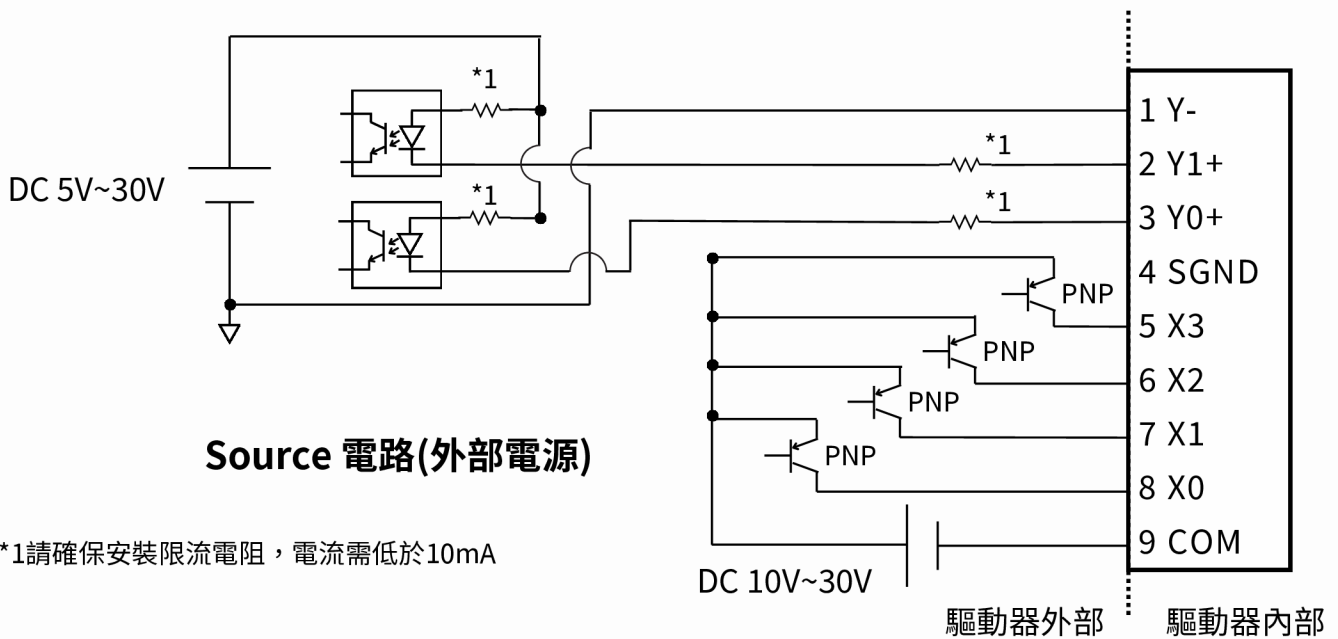 *1
1 Y-
*1
2 Y1+
DC 5V~30V
*1
*1
3 Y0+
4 SGND
PNP
5 X3
PNP
6 X2
PNP
7 X1
Source 電路(外部電源)
PNP
8 X0
9 COM
*1請確保安裝限流電阻，電流需低於10mA
DC 10V~30V
驅動器外部
驅動器內部